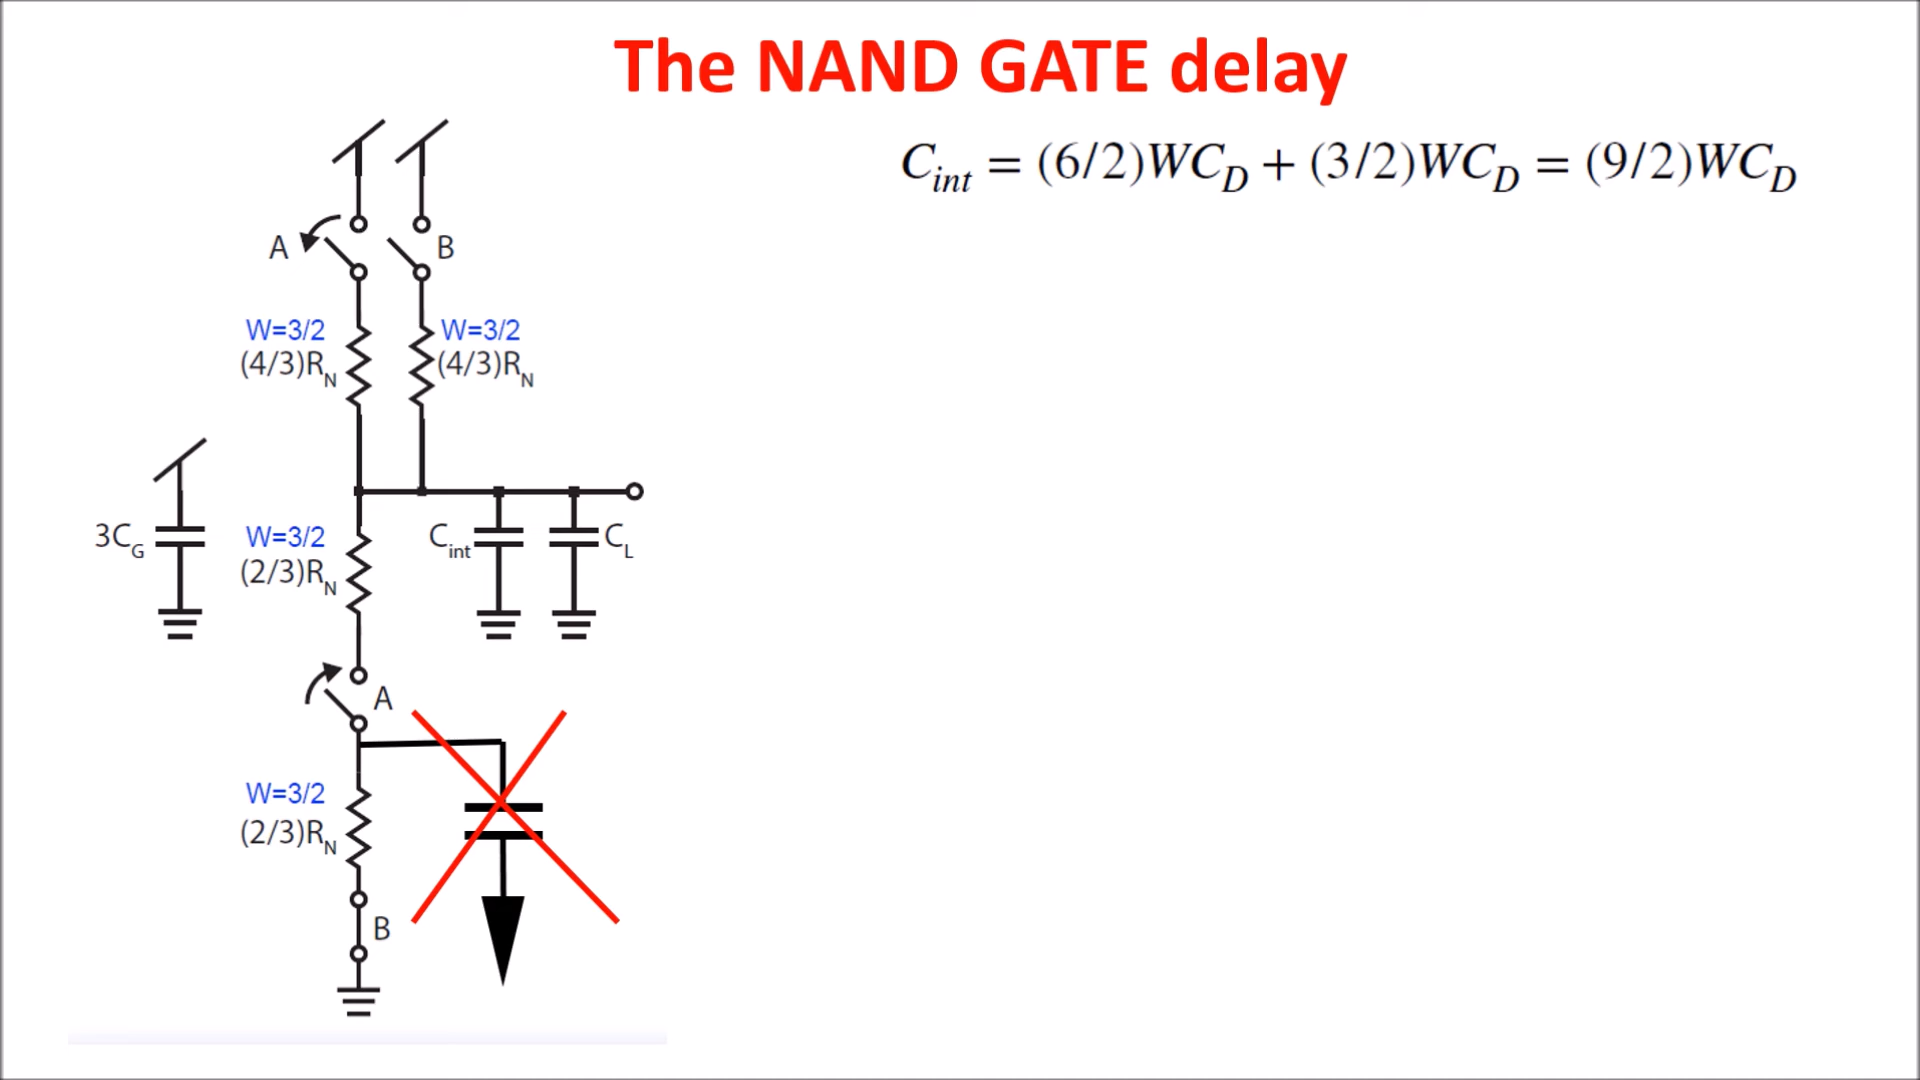 The NAND GATE delay
C_int = (6/2)WC_D + (3/2)WC_D = (9/2)WC_D
A
B
W=3/2
(4/3)R_N
W=3/2
(4/3)R_N
3C_G
W=3/2
(2/3)R_N
C_int
C_L
A
W=3/2
(2/3)R_N
B